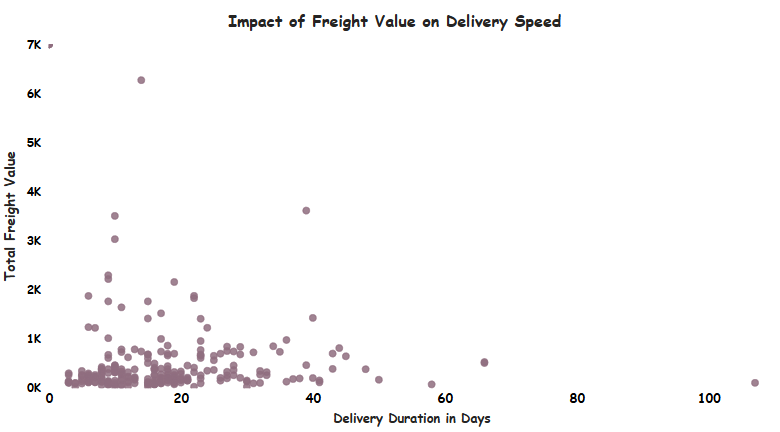 Impact of Freight Value on Delivery Speed
Total Freight Value
7K
6K
5K
4K
3K
2K
1K
0K
0 20 40 60 80 100
Delivery Duration in Days